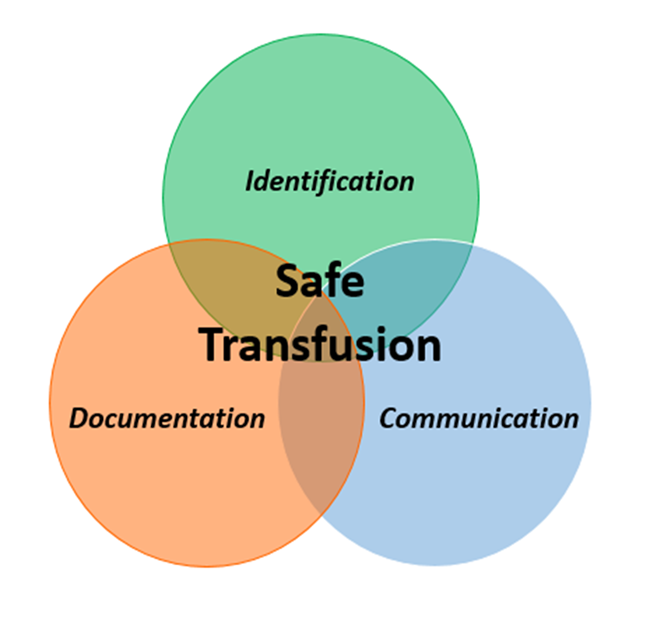 Identification
Safe
Transfusion
Documentation
Communication